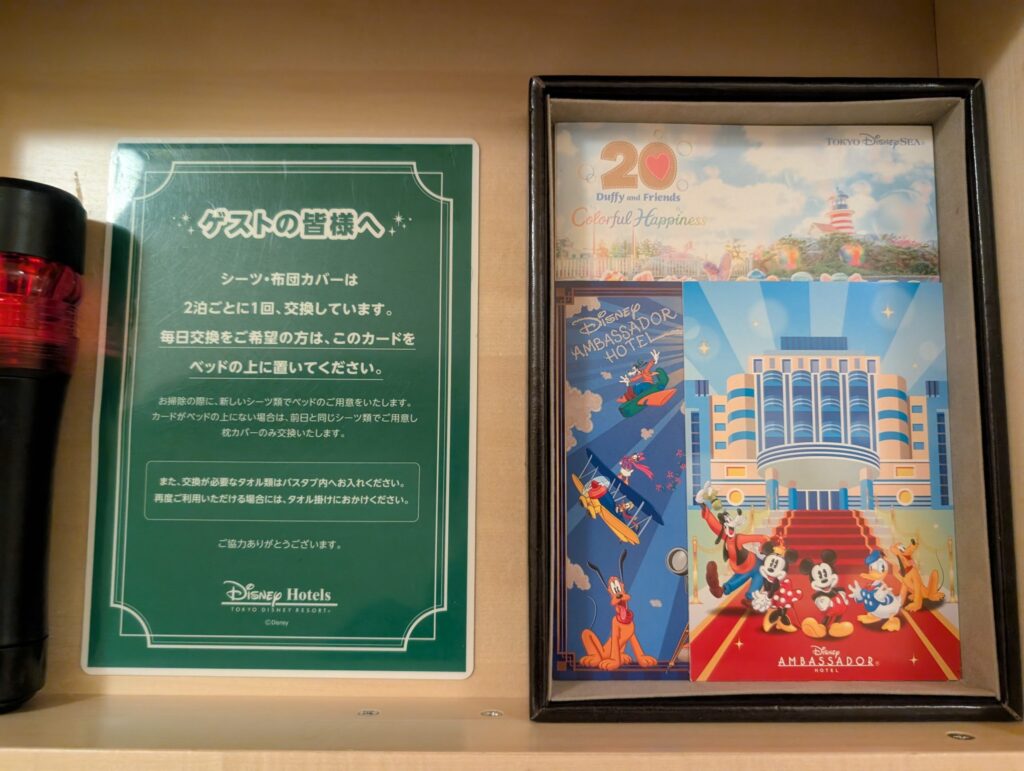 ゲストの皆様へ
シーツ・布団カバーは
2泊ごとに1回、交換しています。
毎日交換をご希望の方は、このカードを
ベッドの上に置いてください。
お掃除の際に、新しいシーツ類でベッドのご用意をいたします。
カードがベッドの上にない場合は、前日と同じシーツ類でご用意し
枕カバーのみ交換いたします。
また、交換が必要なタオル類はバスタブ内へお入れください。
再度ご利用いただける場合には、タオル掛けにおかけください。
ご協力ありがとうございます。
Disney Hotels
TOKYO DISNEY RESORT®
©Disney
TOKYO DisneySEA®
20
Duffy and Friends
Colorful Happiness
Disney
AMBASSADOR
HOTEL
Disney
AMBASSADOR®
HOTEL